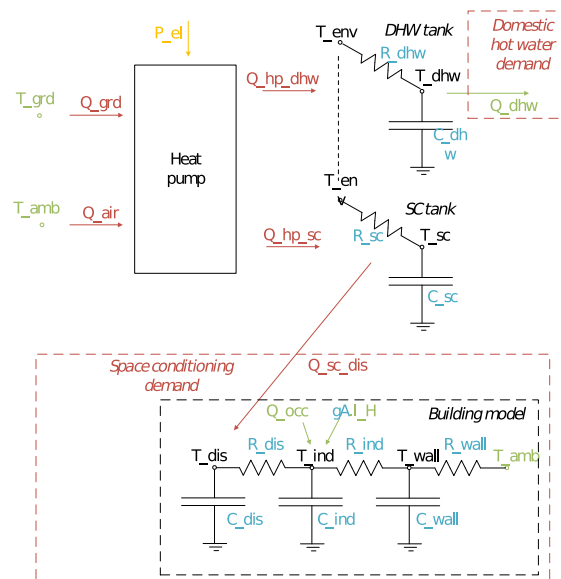 P_el
T_env
DHW tank
Domestic
hot water
demand
R_dhw
Q_hp_dhw
T_dhw
T_grd
Q_grd
Q_dhw
C_dh
w
Heat
pump
T_en
v
T_amb
Q_air
SC tank
Q_hp_sc
R_sc
T_sc
C_sc
Space conditioning
demand
Q_sc_dis
Q_occ
gA.I_H
Building model
T_dis
R_dis
T_ind
R_ind
T_wall
R_wall
T_amb
C_dis
C_ind
C_wall